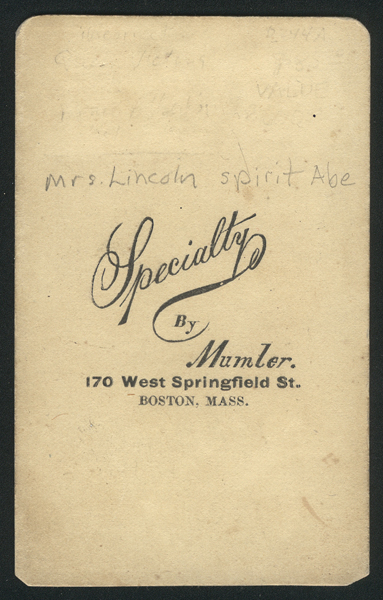 Mrs. Lincoln spirit Abe
Specialty
By
Mumler.
170 West Springfield St.
BOSTON, MASS.